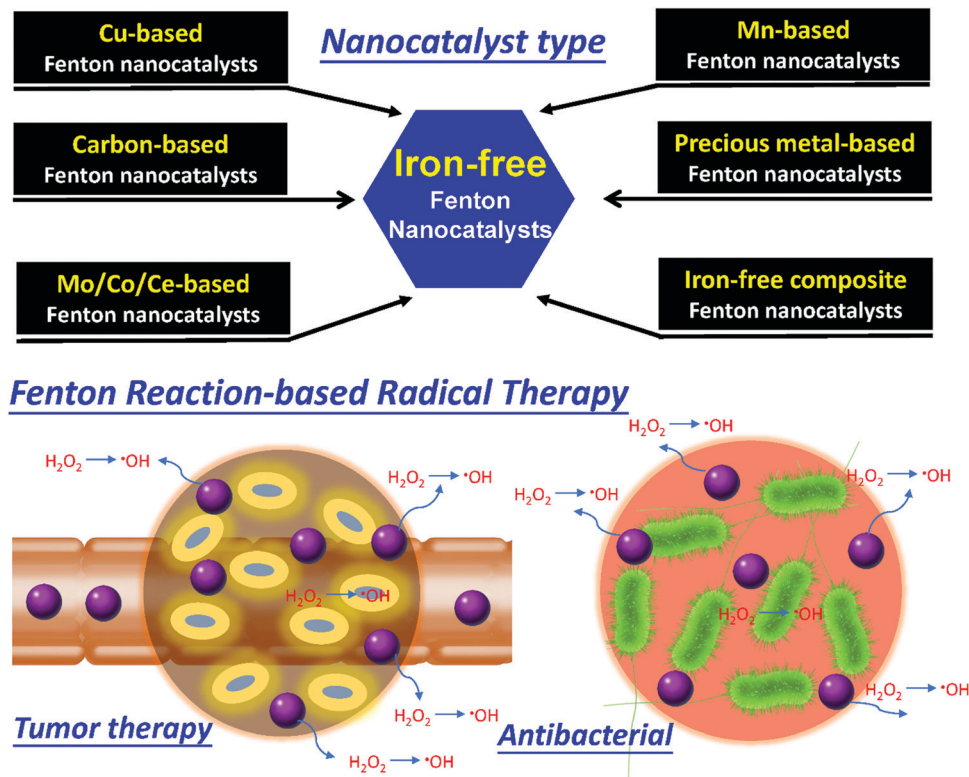 Nanocatalyst type
Cu-based
Fenton nanocatalysts
Mn-based
Fenton nanocatalysts
Carbon-based
Fenton nanocatalysts
Iron-free
Fenton
Nanocatalysts
Precious metal-based
Fenton nanocatalysts
Mo/Co/Ce-based
Fenton nanocatalysts
Iron-free composite
Fenton nanocatalysts
Fenton Reaction-based Radical Therapy
H₂O₂ → •OH
H₂O₂ → •OH
H₂O₂ → •OH
H₂O₂ → •OH
H₂O₂ → •OH
Tumor therapy
H₂O₂ → •OH
H₂O₂ → •OH
H₂O₂ → •OH
H₂O₂ → •OH
H₂O₂ → •OH
Antibacterial